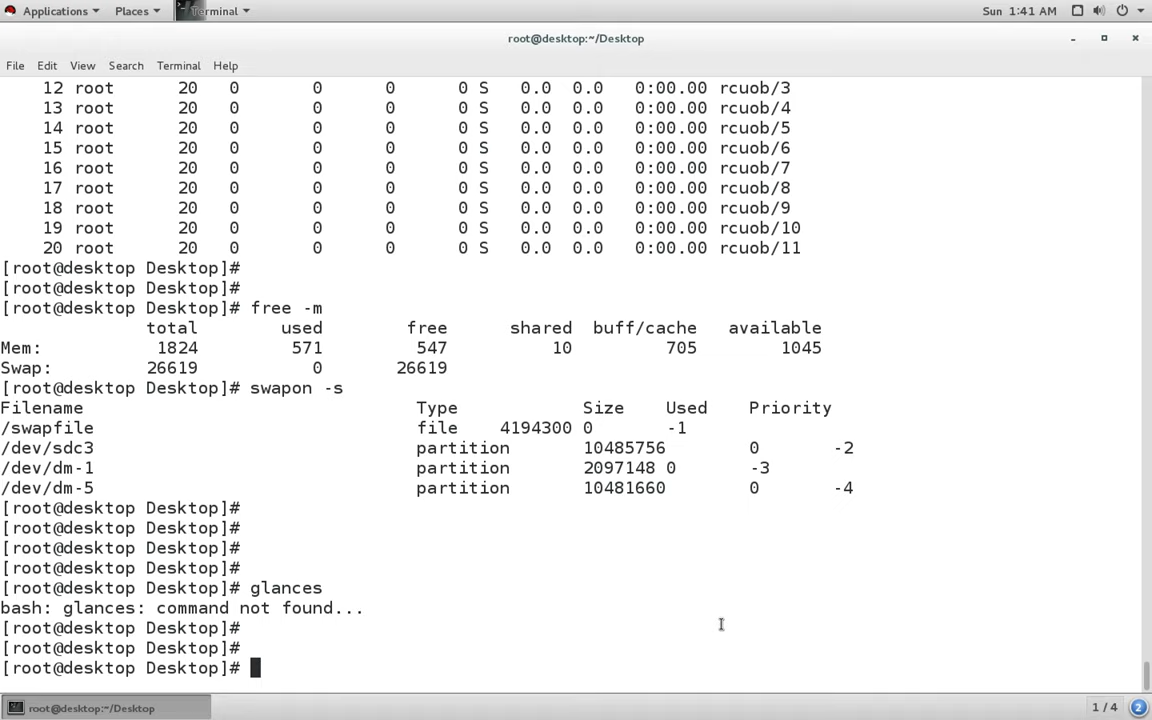 Applications Places Terminal Sun 1:41 AM
root@desktop:~/Desktop
File Edit View Search Terminal Help
12 root 20 0 0 0 0 S 0.0 0.0 0:00.00 rcuob/3
13 root 20 0 0 0 0 S 0.0 0.0 0:00.00 rcuob/4
14 root 20 0 0 0 0 S 0.0 0.0 0:00.00 rcuob/5
15 root 20 0 0 0 0 S 0.0 0.0 0:00.00 rcuob/6
16 root 20 0 0 0 0 S 0.0 0.0 0:00.00 rcuob/7
17 root 20 0 0 0 0 S 0.0 0.0 0:00.00 rcuob/8
18 root 20 0 0 0 0 S 0.0 0.0 0:00.00 rcuob/9
19 root 20 0 0 0 0 S 0.0 0.0 0:00.00 rcuob/10
20 root 20 0 0 0 0 S 0.0 0.0 0:00.00 rcuob/11
[root@desktop Desktop]#
[root@desktop Desktop]#
[root@desktop Desktop]# free -m
total used free shared buff/cache available
Mem: 1824 571 547 10 705 1045
Swap: 26619 0 26619
[root@desktop Desktop]# swapon -s
Filename Type Size Used Priority
/swapfile file 4194300 0 -1
/dev/sdc3 partition 10485756 0 -2
/dev/dm-1 partition 2097148 0 -3
/dev/dm-5 partition 10481660 0 -4
[root@desktop Desktop]#
[root@desktop Desktop]#
[root@desktop Desktop]#
[root@desktop Desktop]#
[root@desktop Desktop]# glances
bash: glances: command not found...
[root@desktop Desktop]#
[root@desktop Desktop]#
[root@desktop Desktop]#
root@desktop:~/Desktop 1 / 4 2